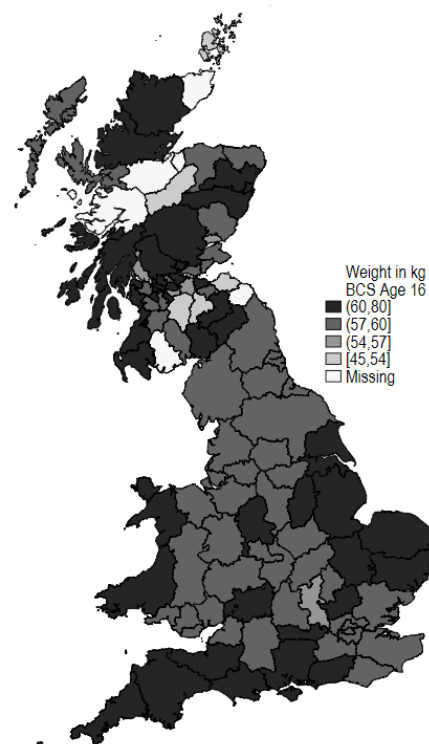 Weight in kg
BCS Age 16
(60,80]
(57,60]
(54,57]
[45,54]
Missing